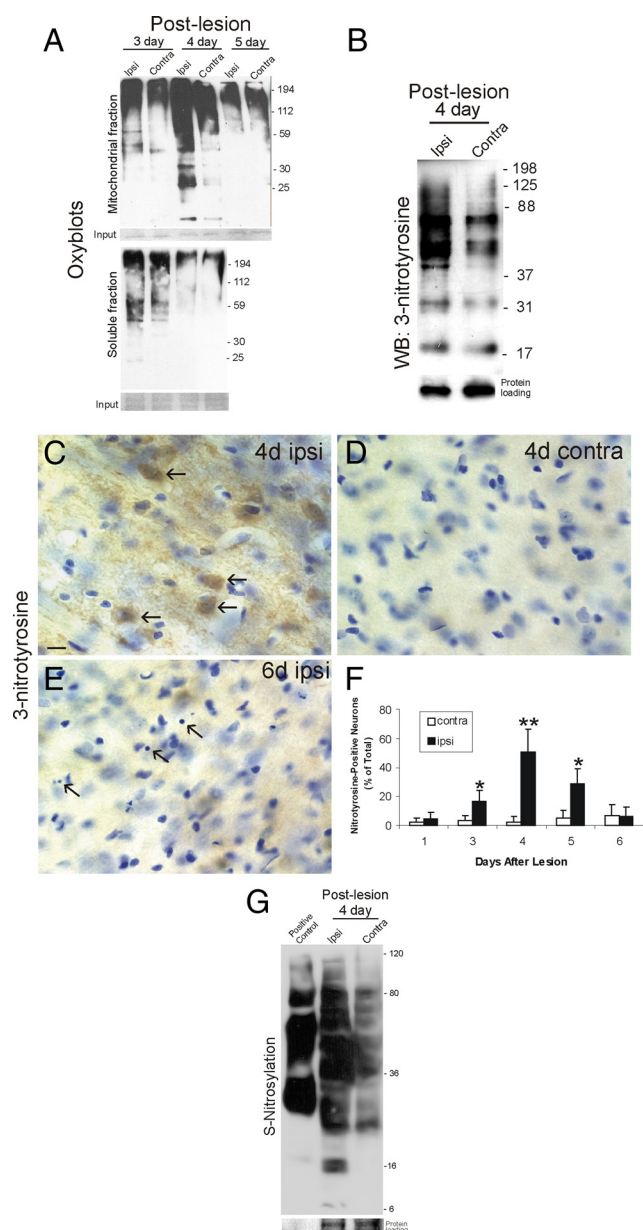 A
Post-lesion
3 day 4 day 5 day
Ipsi Contra Ipsi Contra Ipsi Contra
Oxyblots
Mitochondrial fraction
- 194
- 112
- 59
- 30
- 25
Input
Soluble fraction
- 194
- 112
- 59
- 30
- 25
Input
B
Post-lesion
4 day
Ipsi Contra
WB: 3-nitrotyrosine
- 198
- 125
- 88
- 37
- 31
- 17
Protein
loading
3-nitrotyrosine
C
4d ipsi
D
4d contra
E
6d ipsi
F
Nitrotyrosine-Positive Neurons
(% of Total)
80
60
40
20
0
contra
ipsi
* ** *
1 3 4 5 6
Days After Lesion
G
Post-lesion
4 day
Positive
Control
Ipsi Contra
S-Nitrosylation
- 120
- 80
- 36
-16
- 6
Protein
loading